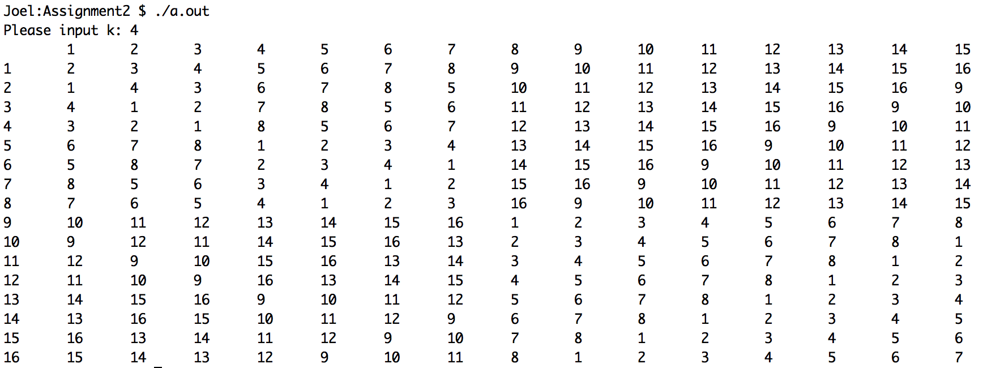 Joel:Assignment2 $ ./a.out
Please input k: 4
1 2 3 4 5 6 7 8 9 10 11 12 13 14 15
1 2 3 4 5 6 7 8 9 10 11 12 13 14 15 16
2 1 4 3 6 7 8 5 10 11 12 13 14 15 16 9
3 4 1 2 7 8 5 6 11 12 13 14 15 16 9 10
4 3 2 1 8 5 6 7 12 13 14 15 16 9 10 11
5 6 7 8 1 2 3 4 13 14 15 16 9 10 11 12
6 5 8 7 2 3 4 1 14 15 16 9 10 11 12 13
7 8 5 6 3 4 1 2 15 16 9 10 11 12 13 14
8 7 6 5 4 1 2 3 16 9 10 11 12 13 14 15
9 10 11 12 13 14 15 16 1 2 3 4 5 6 7 8
10 9 12 11 14 15 16 13 2 3 4 5 6 7 8 1
11 12 9 10 15 16 13 14 3 4 5 6 7 8 1 2
12 11 10 9 16 13 14 15 4 5 6 7 8 1 2 3
13 14 15 16 9 10 11 12 5 6 7 8 1 2 3 4
14 13 16 15 10 11 12 9 6 7 8 1 2 3 4 5
15 16 13 14 11 12 9 10 7 8 1 2 3 4 5 6
16 15 14 13 12 9 10 11 8 1 2 3 4 5 6 7